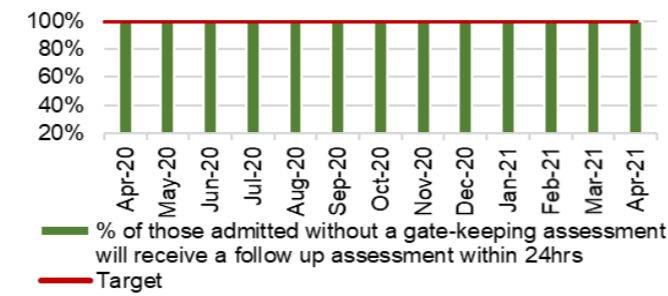 100%
80%
60%
40%
20%
Apr-20
May-20
Jun-20
Jul-20
Aug-20
Sep-20
Oct-20
Nov-20
Dec-20
Jan-21
Feb-21
Mar-21
Apr-21
% of those admitted without a gate-keeping assessment
will receive a follow up assessment within 24hrs
Target